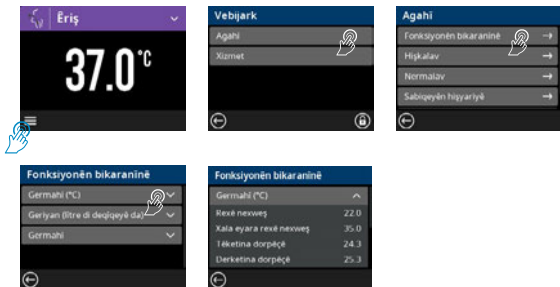 Ēriş
37.0 °C
Vebijark
Agahî
Xizmet
Agahî
Fonksiyonên bikaranînê
Hişkalav
Normalav
Sabiqeyên hişyariyê
Fonksiyonên bikaranînê
Germahî (°C)
Geriyan (lître di deqîqeyê da)
Germahî
Fonksiyonên bikaranînê
Germahî (°C)
Rexê nexweş 22.0
Xala eyara rexê nexweş 35.0
Têketina dorpêçê 24.3
Derketina dorpêçê 25.3